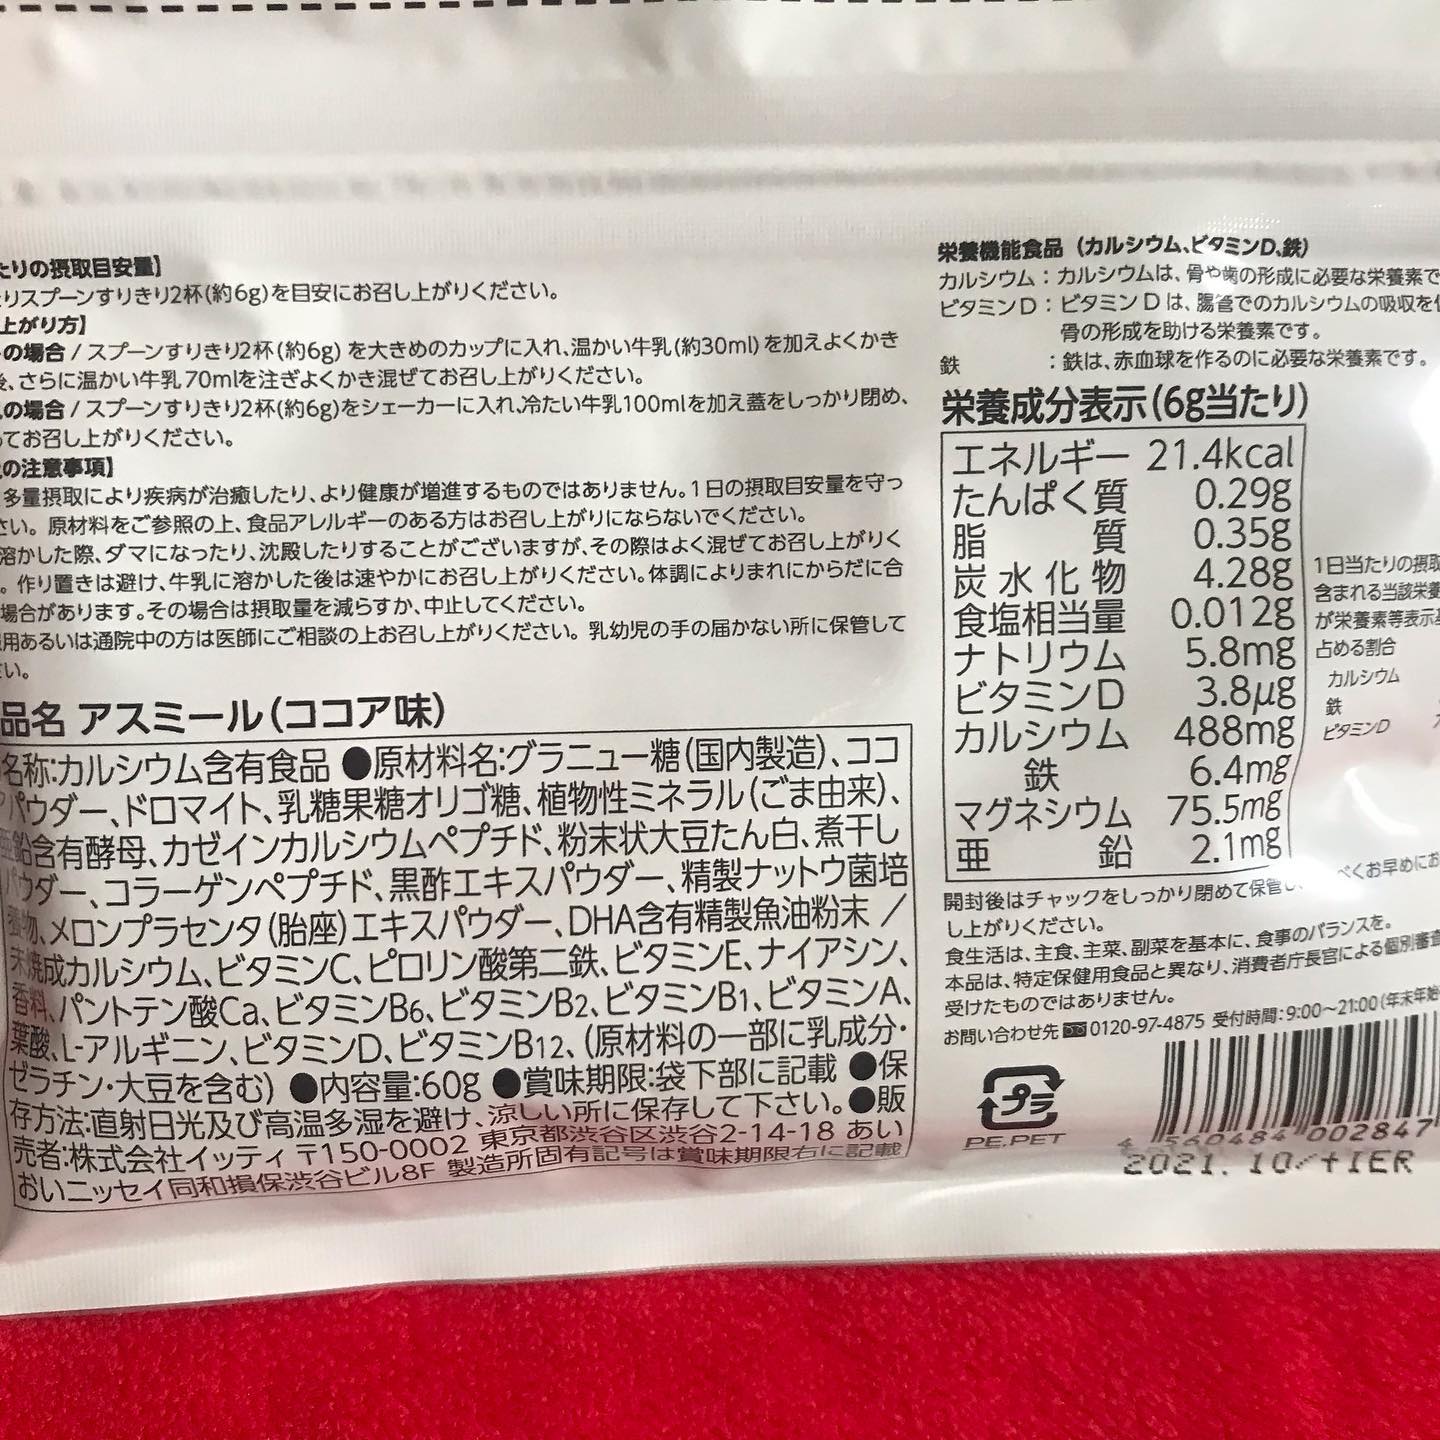 たりの摂取目安量】
スプーンすりきり2杯(約6g)を目安にお召し上がりください。
上がり方】
の場合/スプーンすりきり2杯(約6g)を大きめのカップに入れ、温かい牛乳(約30ml)を加えよくかき
、さらに温かい牛乳70mlを注ぎよくかき混ぜてお召し上がりください。
の場合/スプーンすりきり2杯(約6g)をシェーカーに入れ、冷たい牛乳100mlを加え蓋をしっかり閉め、
てお召し上がりください。
の注意事項】
多量摂取により疾病が治癒したり、より健康が増進するものではありません。1日の摂取目安量を守っ
さい。原材料をご参照の上、食品アレルギーのある方はお召し上がりにならないでください。
溶かした際、ダマになったり、沈殿したりすることがございますが、その際はよく混ぜてお召し上がりく
。作り置きは避け、牛乳に溶かした後は速やかにお召し上がりください。体調によりまれにからだに合
場合があります。その場合は摂取量を減らすか、中止してください。
用あるいは通院中の方は医師にご相談の上お召し上がりください。乳幼児の手の届かない所に保管して
い。
品名 アスミール(ココア味)
名称:カルシウム含有食品 ●原材料名:グラニュー糖(国内製造)、ココ
パウダー、ドロマイト、乳糖果糖オリゴ糖、植物性ミネラル(ごま由来)、
亜鉛含有酵母、カゼインカルシウムペプチド、粉末状大豆たん白、煮干し
パウダー、コラーゲンペプチド、黒酢エキスパウダー、精製ナットウ菌培
養物、メロンプラセンタ(胎座)エキスパウダー、DHA含有精製魚油粉末/
未焼成カルシウム、ビタミンC、ピロリン酸第二鉄、ビタミンE、ナイアシン、
香料、パントテン酸Ca、ビタミンB6、ビタミンB2、ビタミンB1、ビタミンA、
葉酸、L-アルギニン、ビタミンD、ビタミンB12、(原材料の一部に乳成分・
ゼラチン・大豆を含む) ●内容量:60g ●賞味期限:袋下部に記載 ●保
存方法:直射日光及び高温多湿を避け、涼しい所に保存して下さい。●販
売者:株式会社イッティ 〒150-0002 東京都渋谷区渋谷2-14-18 あい
おいニッセイ同和損保渋谷ビル8F 製造所固有記号は賞味期限右に記載
栄養機能食品 (カルシウム、ビタミンD、鉄)
カルシウム:カルシウムは、骨や歯の形成に必要な栄養素で
ビタミンD:ビタミンDは、腸管でのカルシウムの吸収を
骨の形成を助ける栄養素です。
鉄 :鉄は、赤血球を作るのに必要な栄養素です。
栄養成分表示(6g当たり)
エネルギー 21.4kcal
たんぱく質 0.29g
脂質 0.35g
炭水化物 4.28g
食塩相当量 0.012g
ナトリウム 5.8mg
ビタミンD 3.8μg
カルシウム 488mg
鉄 6.4mg
マグネシウム 75.5mg
亜鉛 2.1mg
1日当たりの摂取
含まれる当該栄養
が栄養素等表示
占める割合
カルシウム
鉄
ビタミンD
開封後はチャックをしっかり閉めて保管し べくお早めにお
し上がりください。
食生活は、主食、主菜、副菜を基本に、食事のバランスを。
本品は、特定保健用食品と異なり、消費者庁長官による個別審査
受けたものではありません。
お問い合わせ先 0120-97-4875 受付時間:9:00~21:00(年末年始
プラ
PE.PET
4 560484 002847
2021.10/+IER